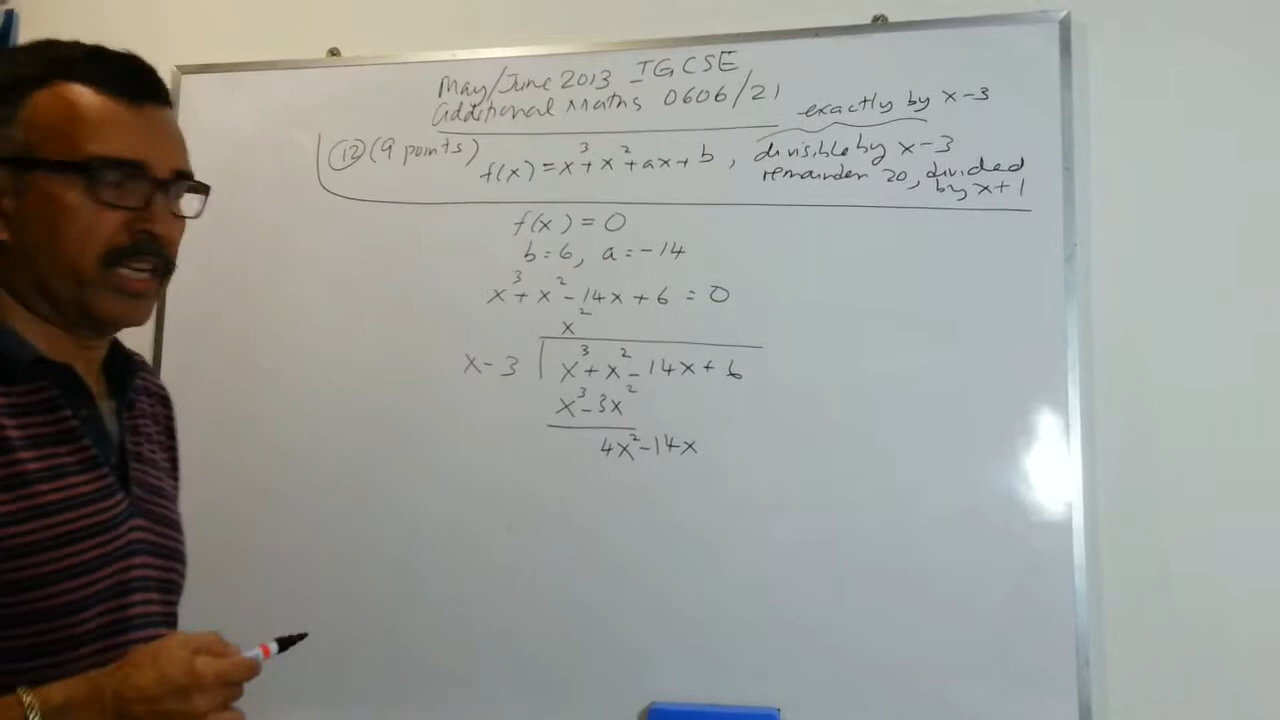 May/June 2013 IGCSE
Additional Maths 0606/21
exactly by x-3
(12) (9 points) f(x) = x³+x²+ax+b, divisible by x-3
remainder 20, divided
by x+1
f(x) = 0
b=6, a=-14
x³+x²-14x+6 = 0
x²
x-3 x³+x²-14x+6
x³-3x²
4x²-14x